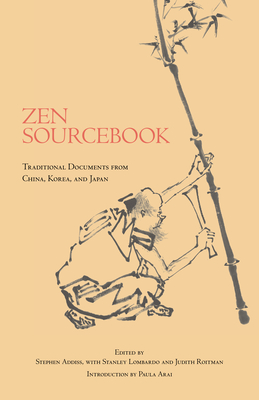 ZEN
SOURCEBOOK
TRADITIONAL DOCUMENTS FROM
CHINA, KOREA, AND JAPAN
EDITED BY
STEPHEN ADDISS, WITH STANLEY LOMBARDO AND JUDITH ROITMAN
INTRODUCTION BY PAULA ARAI